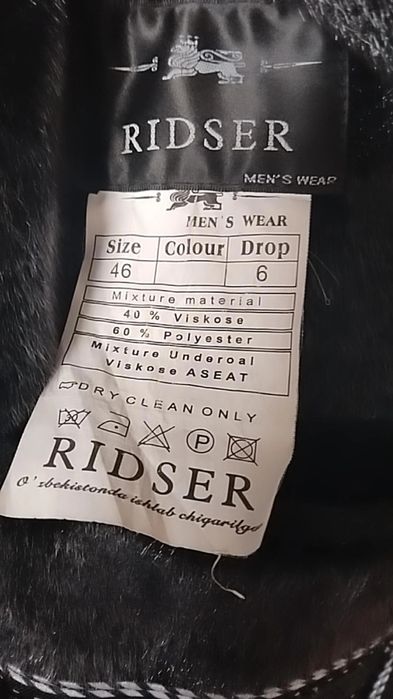 RIDSER
MEN'S WEAR
MEN'S WEAR
Size Colour Drop
46 6
Mixture material
40 % Viskose
60 % Polyester
Mixture Underoal
Viskose ASEAT
DRY CLEAN ONLY
P
RIDSER
O'zbekistonda ishlab chiqarilgd